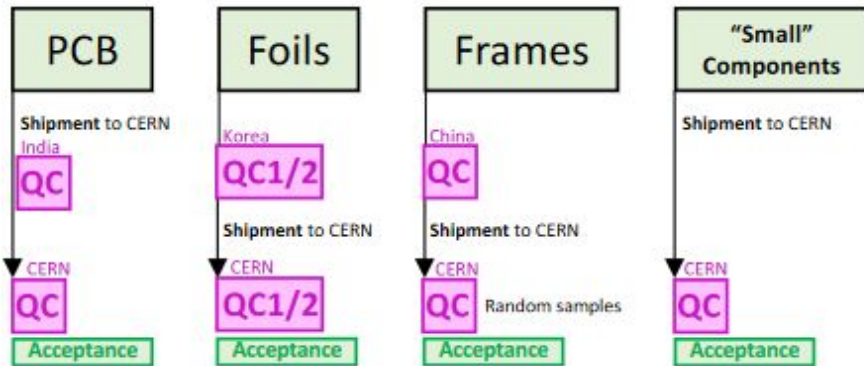 PCB
Shipment to CERN
India
QC
CERN
QC
Acceptance
Foils
Korea
QC1/2
Shipment to CERN
CERN
QC1/2
Acceptance
Frames
China
QC
Shipment to CERN
CERN
QC
Random samples
Acceptance
“Small”
Components
Shipment to CERN
CERN
QC
Acceptance